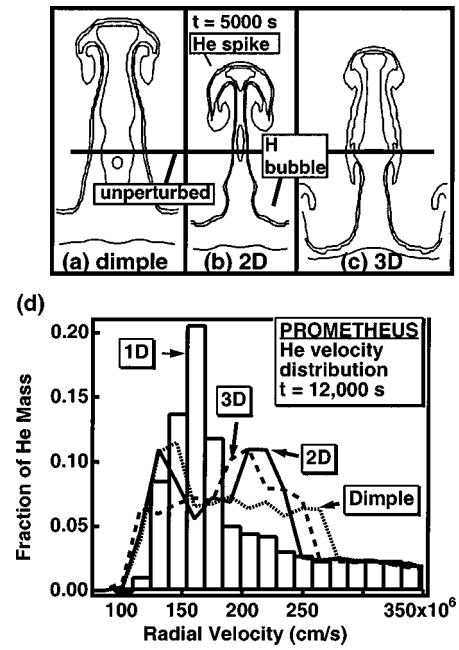 t = 5000 s
He spike
H
bubble
unperturbed
(a) dimple
(b) 2D
(c) 3D
(d)
PROMETHEUS
He velocity
distribution
t = 12,000 s
1D
3D
2D
Dimple
Fraction of He Mass
0.20
0.15
0.10
0.05
0.00
100 150 200 250 350x10⁶
Radial Velocity (cm/s)